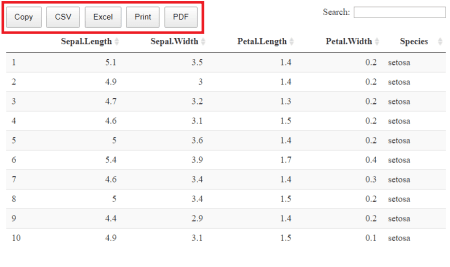 Copy CSV Excel Print PDF Search:
Sepal.Length Sepal.Width Petal.Length Petal.Width Species
1 5.1 3.5 1.4 0.2 setosa
2 4.9 3 1.4 0.2 setosa
3 4.7 3.2 1.3 0.2 setosa
4 4.6 3.1 1.5 0.2 setosa
5 5 3.6 1.4 0.2 setosa
6 5.4 3.9 1.7 0.4 setosa
7 4.6 3.4 1.4 0.3 setosa
8 5 3.4 1.5 0.2 setosa
9 4.4 2.9 1.4 0.2 setosa
10 4.9 3.1 1.5 0.1 setosa